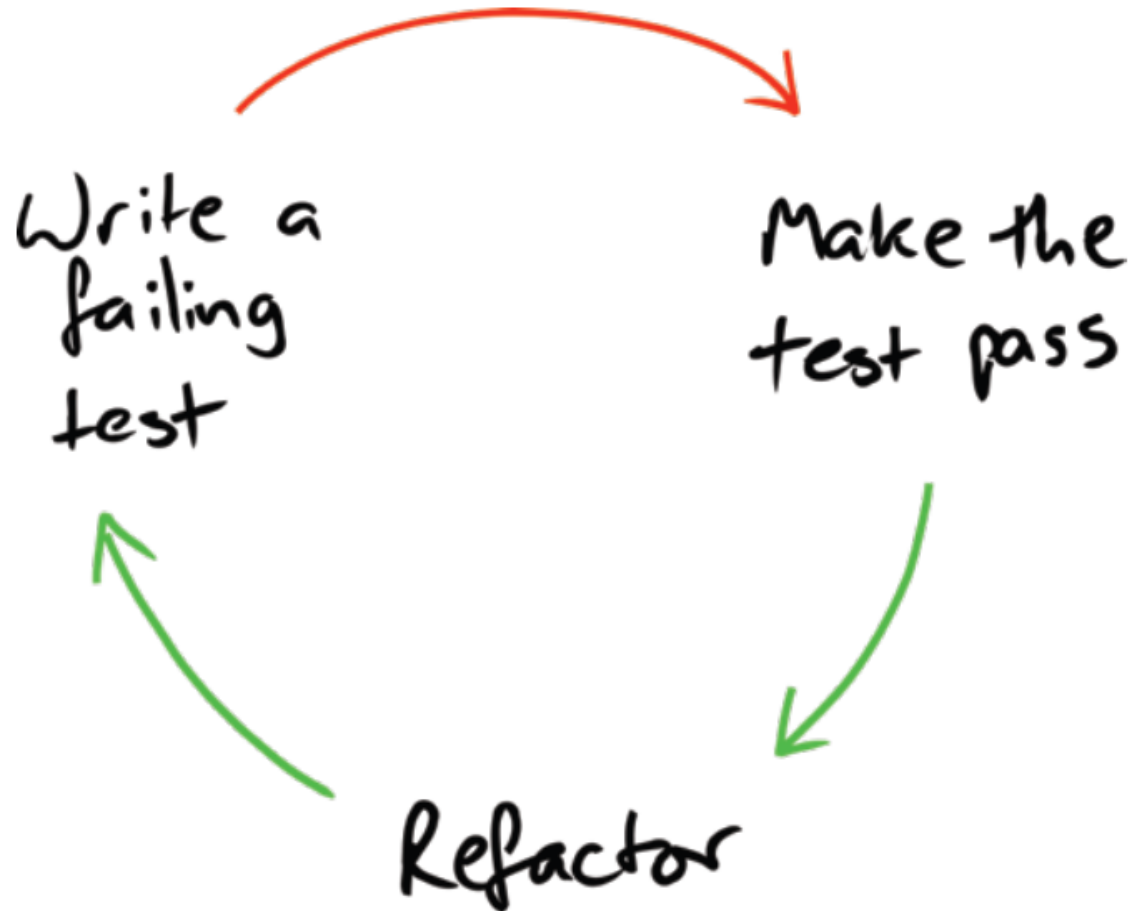 Write a
failing
test
Make the
test pass
Refactor